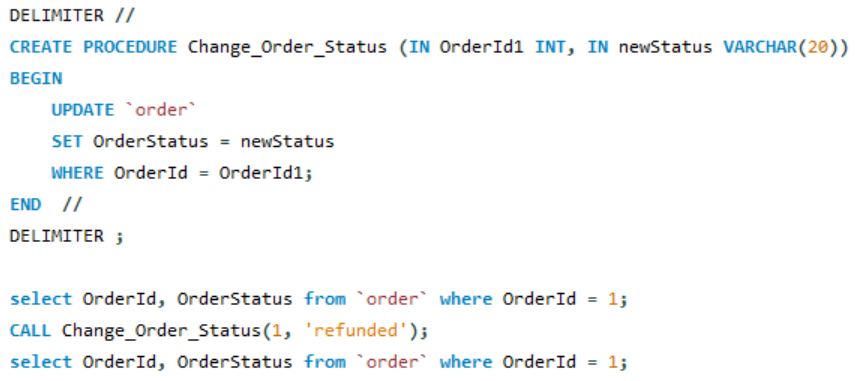 DELIMITER //
CREATE PROCEDURE Change_Order_Status (IN OrderId1 INT, IN newStatus VARCHAR(20))
BEGIN
    UPDATE `order`
    SET OrderStatus = newStatus
    WHERE OrderId = OrderId1;
END  //
DELIMITER ;

select OrderId, OrderStatus from `order` where OrderId = 1;
CALL Change_Order_Status(1, 'refunded');
select OrderId, OrderStatus from `order` where OrderId = 1;